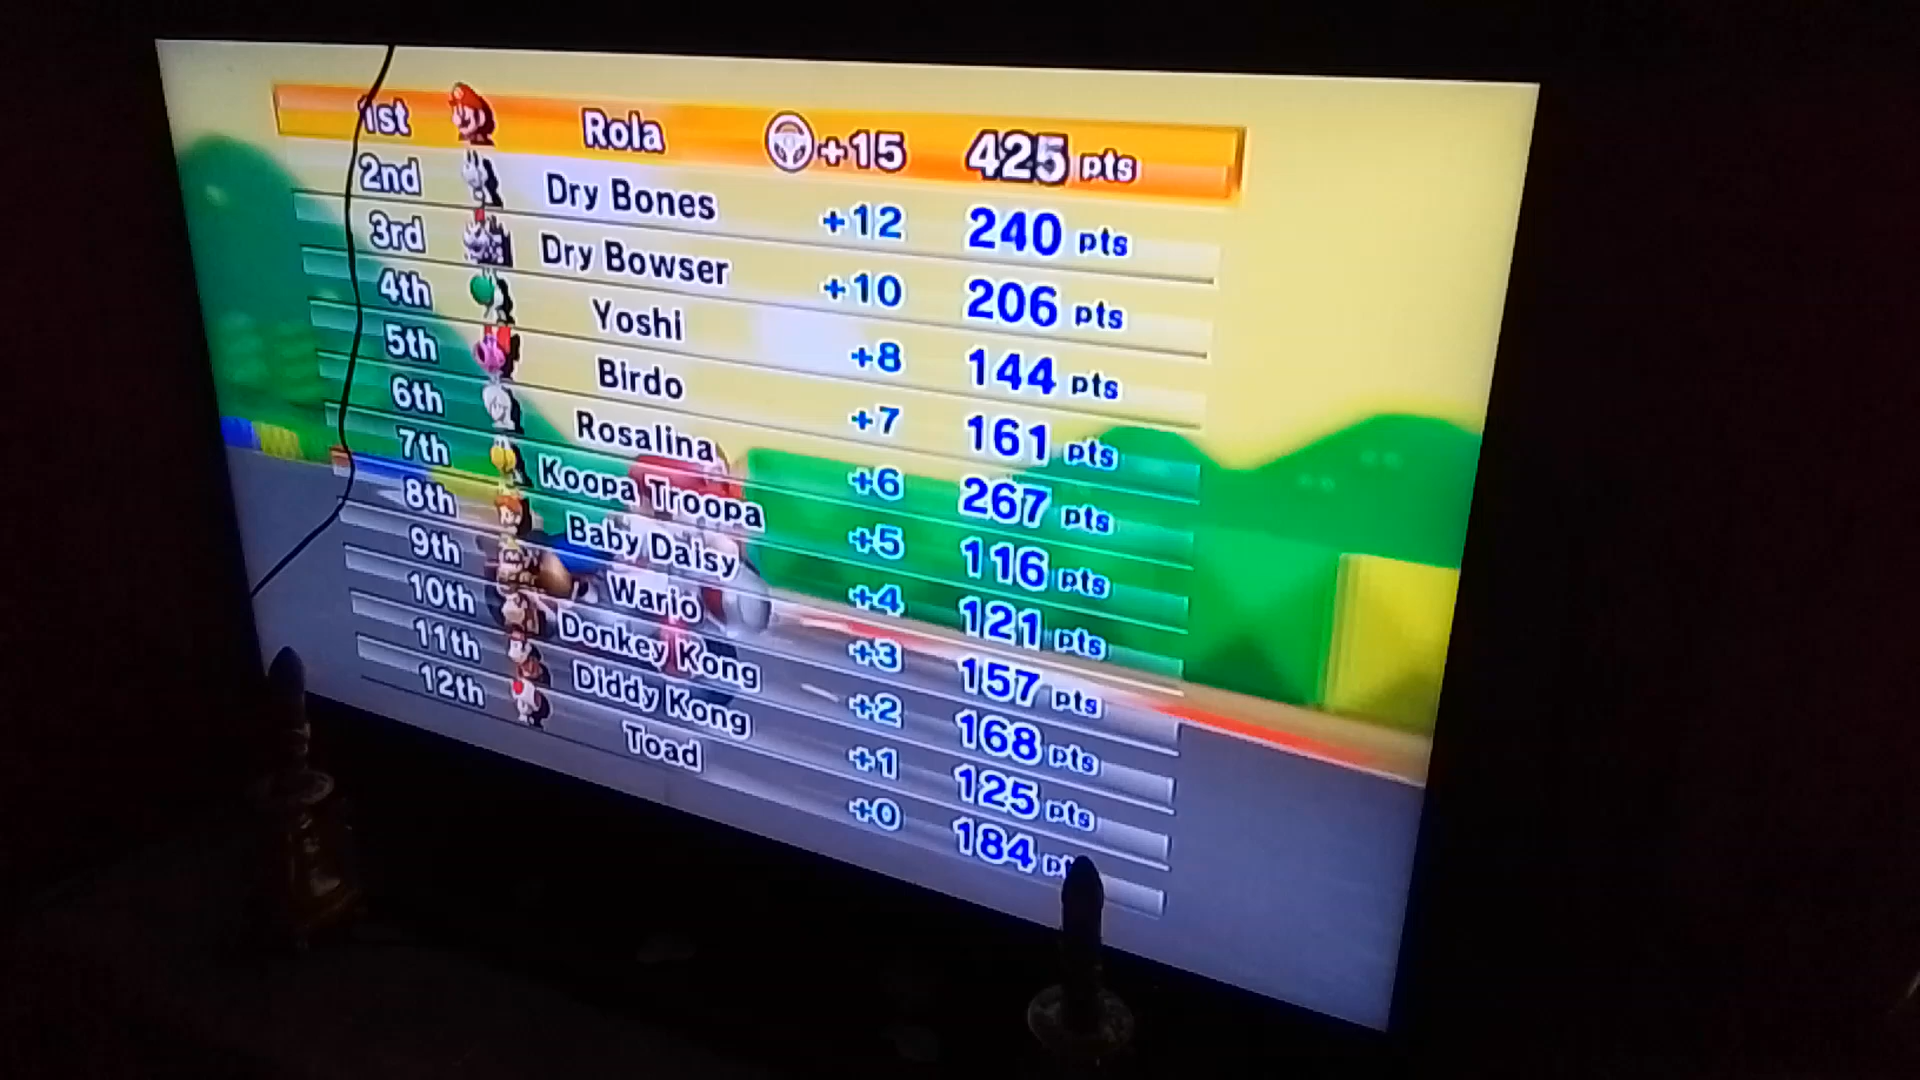 1st Rola +15 425 pts
2nd Dry Bones +12 240 pts
3rd Dry Bowser +10 206 pts
4th Yoshi +8 144 pts
5th Birdo +7 161 pts
6th Rosalina +6 267 pts
7th Koopa Troopa +5 116 pts
8th Baby Daisy +4 121 pts
9th Wario +3 157 pts
10th Donkey Kong +2 168 pts
11th Diddy Kong +1 125 pts
12th Toad +0 184 pt